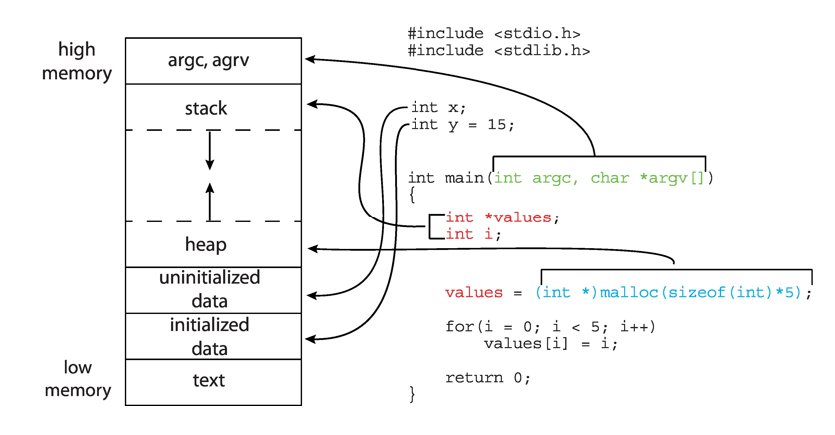 high
memory
argc, agrv
stack
heap
uninitialized
data
initialized
data
text
low
memory
#include <stdio.h>
#include <stdlib.h>
int x;
int y = 15;
int main(int argc, char *argv[])
{
int *values;
int i;
values = (int *)malloc(sizeof(int)*5);
for(i = 0; i < 5; i++)
values[i] = i;
return 0;
}